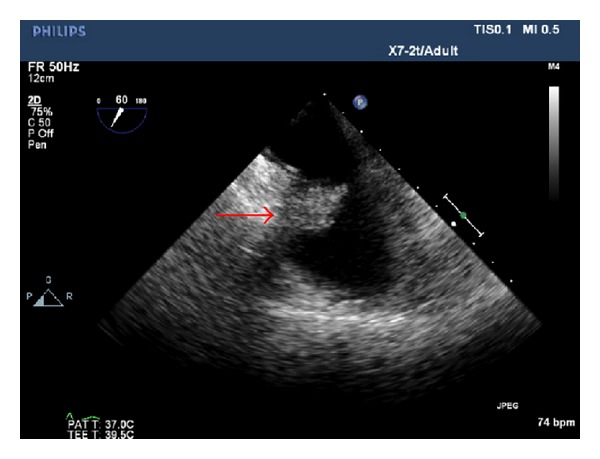 PHILIPS
TIS0.1 MI 0.5
X7-2t/Adult
FR 50Hz
12cm
M4
2D
75%
C 50
P Off
Pen
0 60 180
P
0
P R
JPEG
PAT T: 37.0C
TEE T: 39.5C
74 bpm